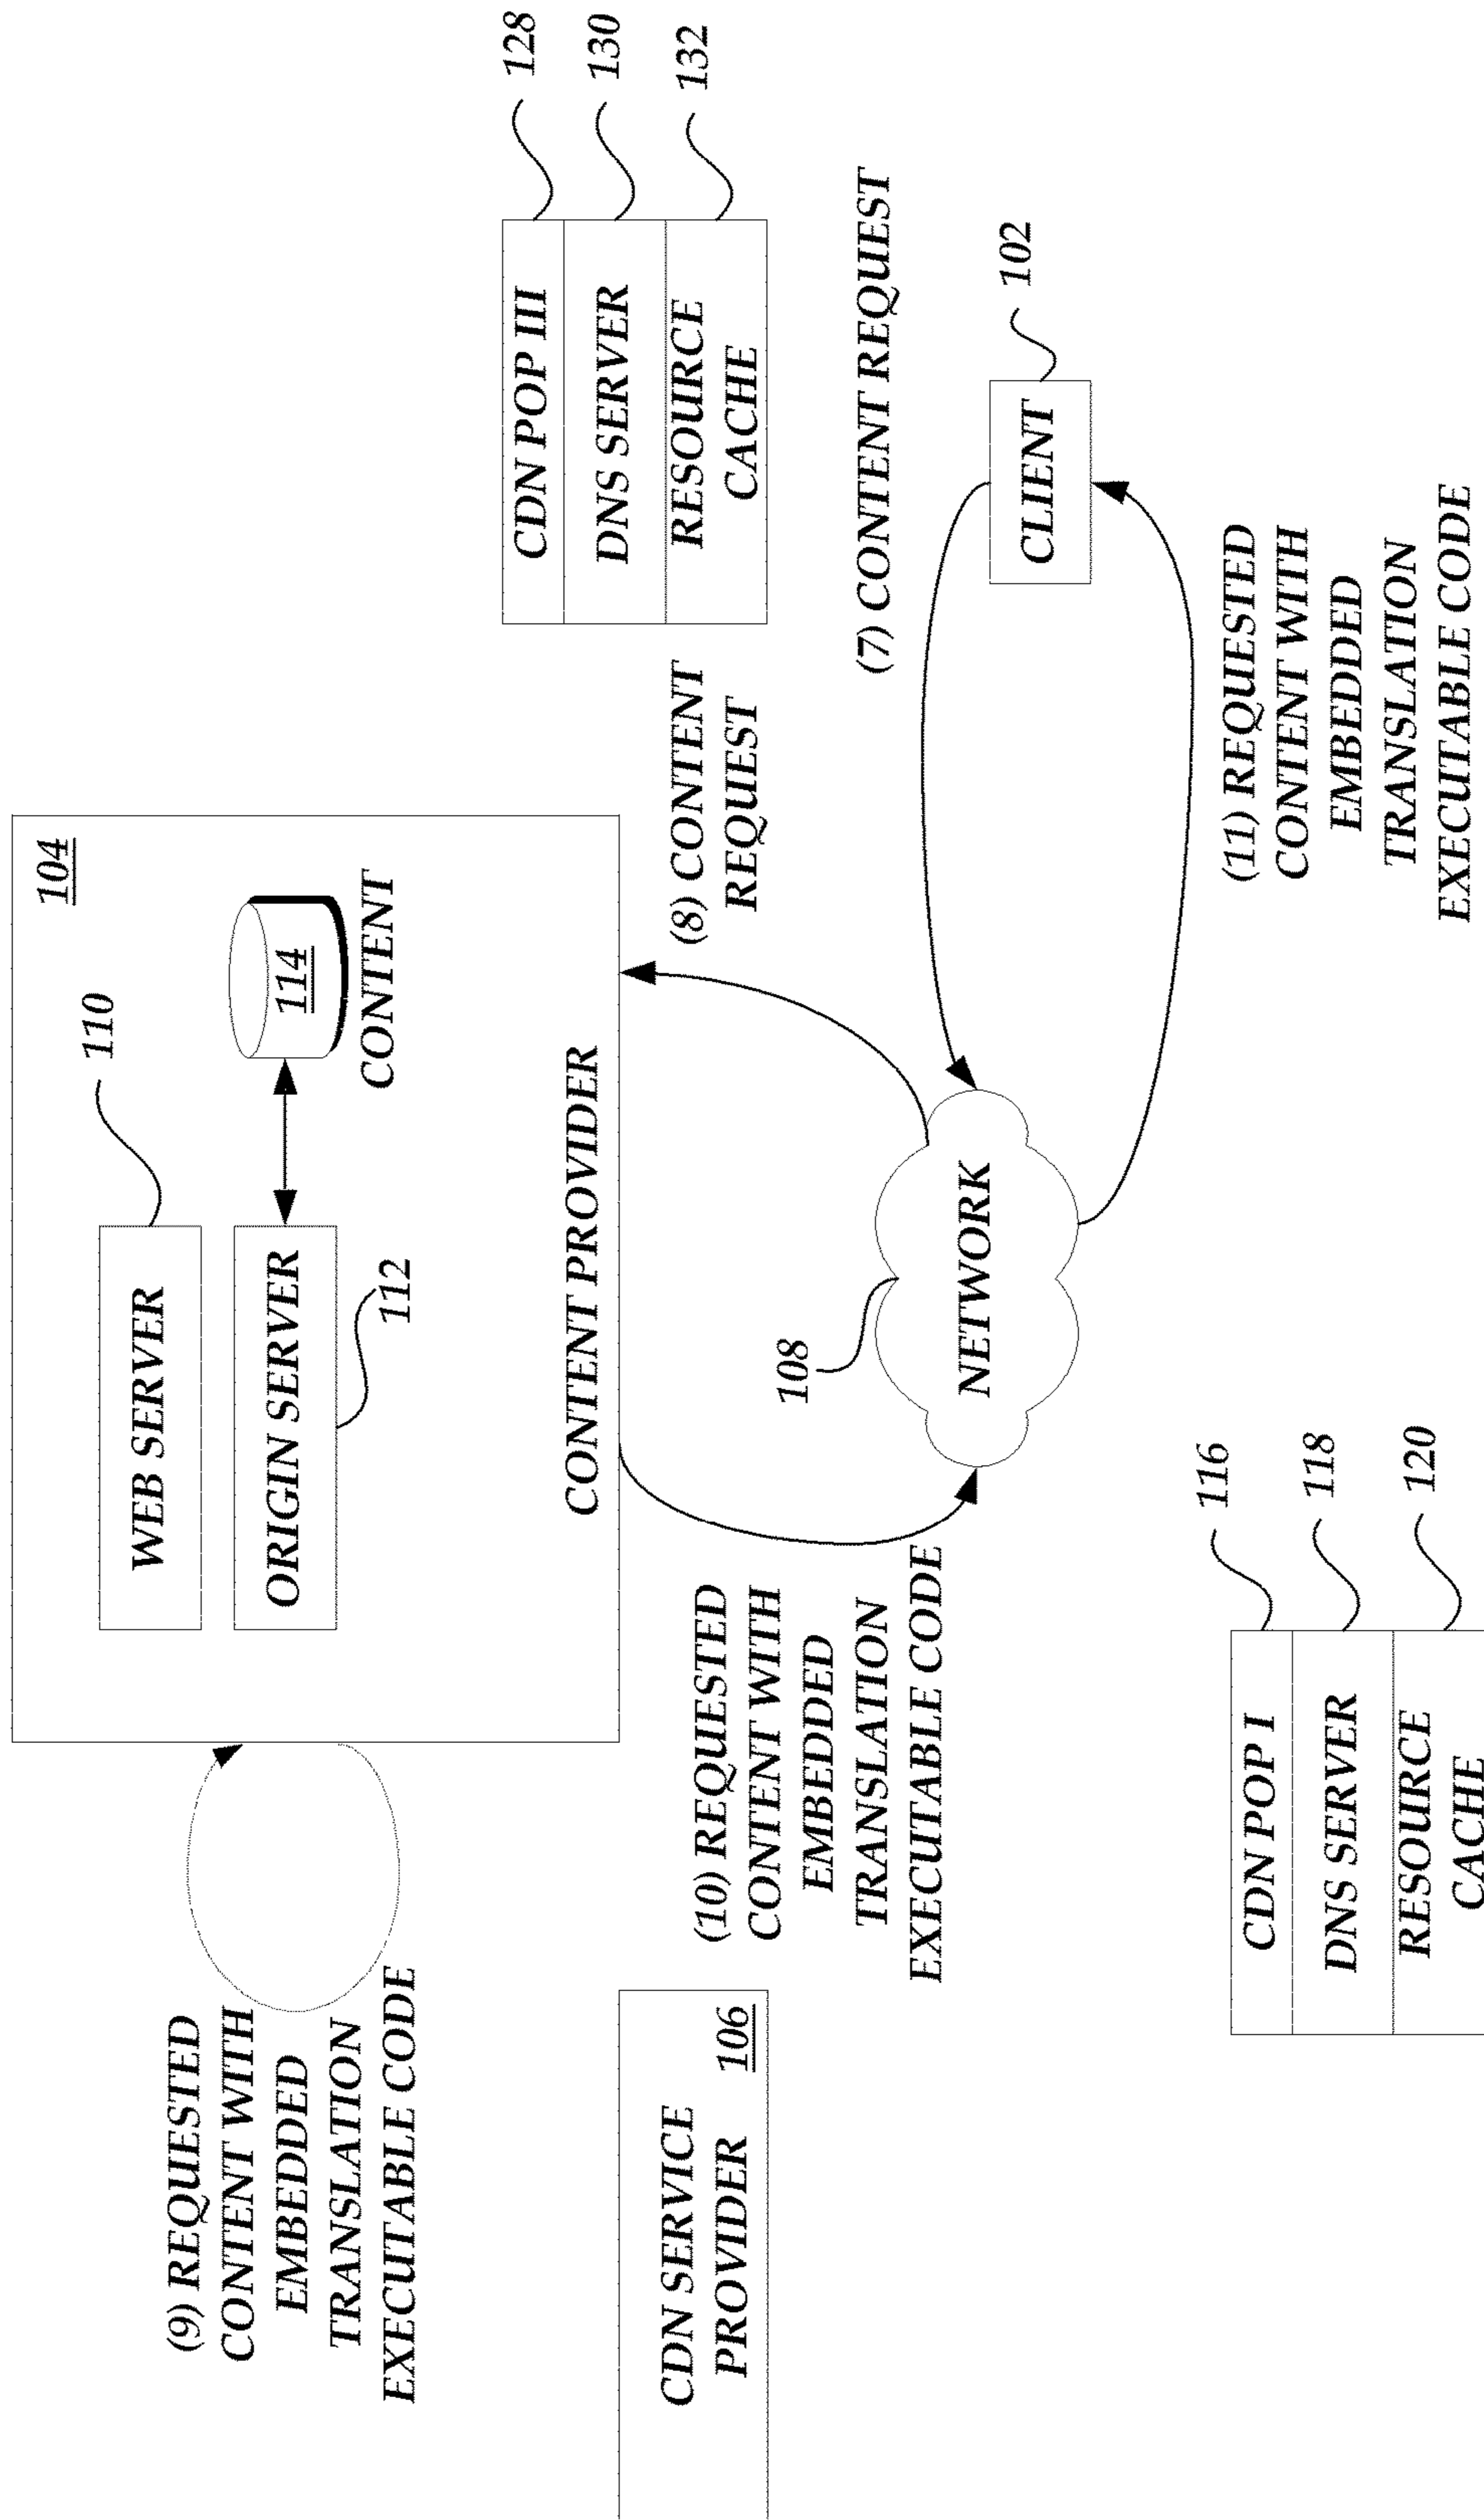 (9) REQUESTED
CONTENT WITH
EMBEDDED
TRANSLATION
EXECUTABLE CODE
104
110
WEB SERVER
ORIGIN SERVER
114
CONTENT
112
CONTENT PROVIDER
CDN SERVICE
PROVIDER
106
(10) REQUESTED
CONTENT WITH
EMBEDDED
TRANSLATION
EXECUTABLE CODE
(8) CONTENT
REQUEST
CDN POP III
DNS SERVER
RESOURCE
CACHE
128
130
132
108
NETWORK
(7) CONTENT REQUEST
CLIENT
102
(11) REQUESTED
CONTENT WITH
EMBEDDED
TRANSLATION
EXECUTABLE CODE
CDN POP I
DNS SERVER
RESOURCE
CACHE
116
118
120